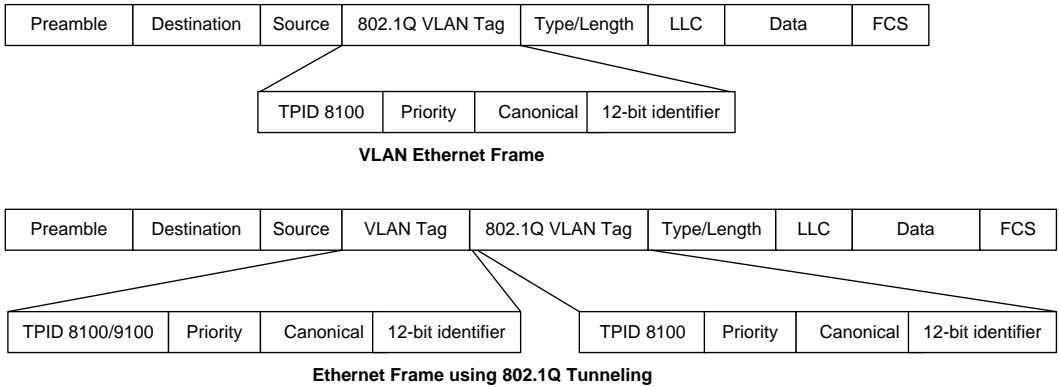 Preamble Destination Source 802.1Q VLAN Tag Type/Length LLC Data FCS
TPID 8100 Priority Canonical 12-bit identifier
VLAN Ethernet Frame
Preamble Destination Source VLAN Tag 802.1Q VLAN Tag Type/Length LLC Data FCS
TPID 8100/9100 Priority Canonical 12-bit identifier TPID 8100 Priority Canonical 12-bit identifier
Ethernet Frame using 802.1Q Tunneling